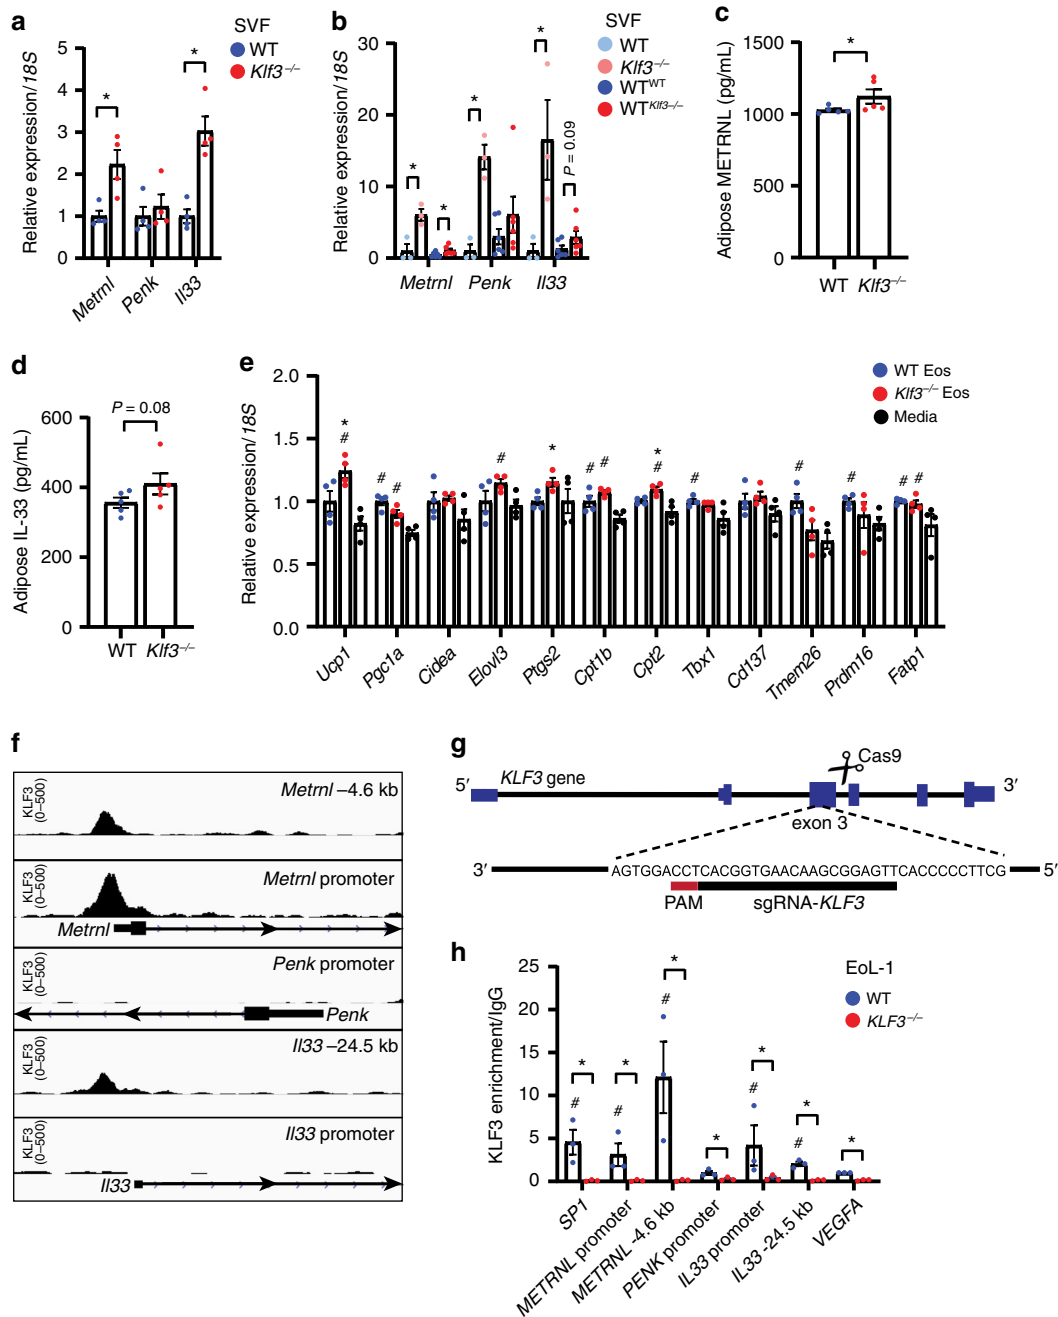 a
SVF
WT
Klf3−/−
Relative expression/18S
5
4
3
2
1
0
*
*
Metrnl
Penk
Il33
b
SVF
WT
Klf3−/−
WTWT
WTKlf3−/−
Relative expression/18S
30
20
10
0
*
*
*
*
P = 0.09
Metrnl
Penk
Il33
c
Adipose METRNL (pg/mL)
1500
1000
500
0
*
WT
Klf3−/−
d
Adipose IL-33 (pg/mL)
600
400
200
0
P = 0.08
WT
Klf3−/−
e
WT Eos
Klf3−/− Eos
Media
Relative expression/18S
2.0
1.5
1.0
0.5
0.0
*
#
#
#
#
*
#
#
*
#
#
#
#
#
#
Ucp1
Pgc1a
Cidea
Elovl3
Ptgs2
Cpt1b
Cpt2
Tbx1
Cd137
Tmem26
Prdm16
Fatp1
f
KLF3
(0–500)
Metrnl –4.6 kb
KLF3
(0–500)
Metrnl promoter
Metrnl
KLF3
(0–500)
Penk promoter
Penk
KLF3
(0–500)
Il33 –24.5 kb
KLF3
(0–500)
Il33 promoter
Il33
g
Cas9
5′
KLF3 gene
3′
exon 3
3′
AGTGGACCTCACGGTGAACAAGCGGAGTTCACCCCCTTCG
5′
PAM
sgRNA-KLF3
h
EoL-1
WT
KLF3−/−
KLF3 enrichment/IgG
25
20
15
10
5
0
*
#
*
#
*
#
*
*
#
*
#
*
SP1
METRNL promoter
METRNL -4.6 kb
PENK promoter
IL33 promoter
IL33 -24.5 kb
VEGFA